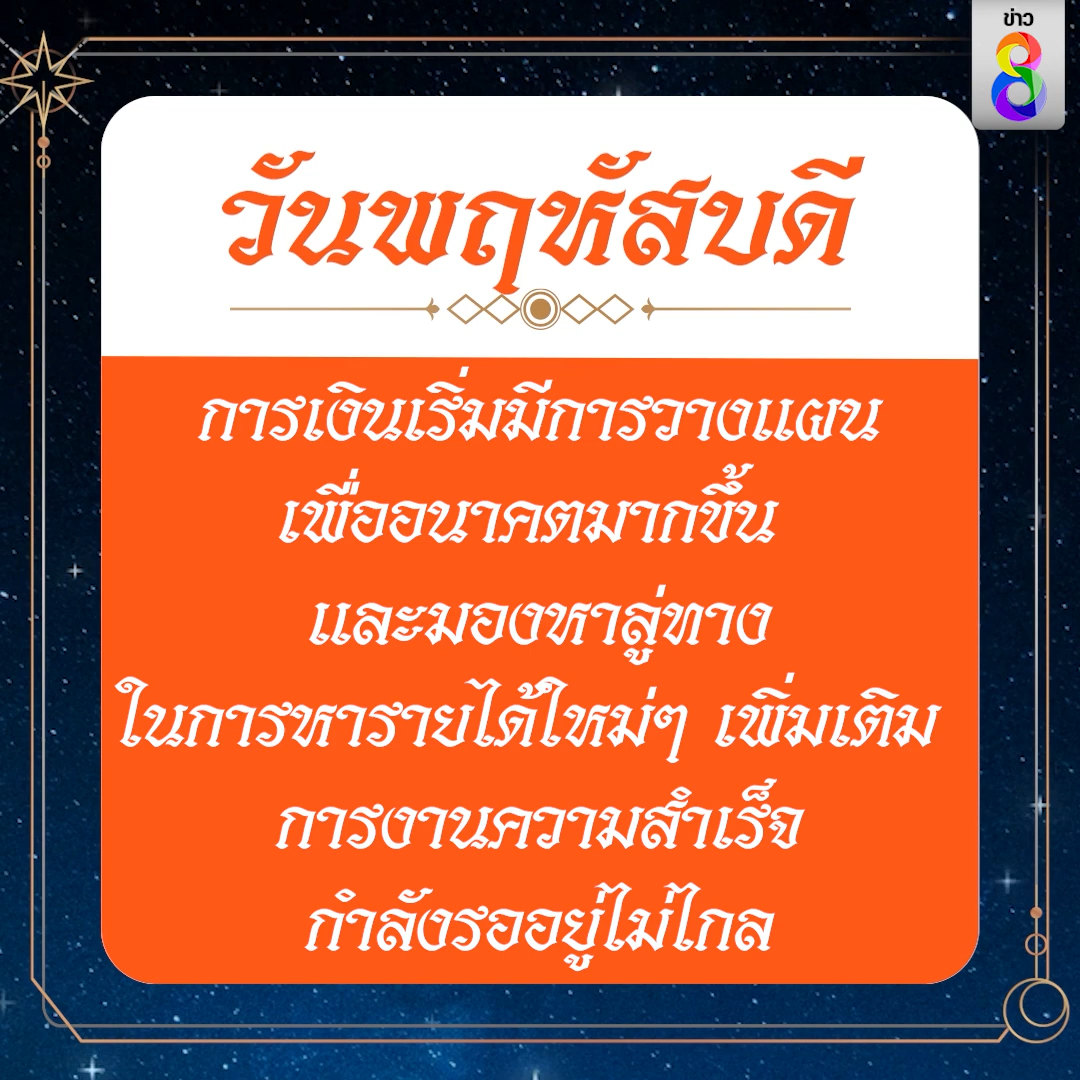 ข่าว
8
วันพฤหัสบดี
การเงินเริ่มมีการวางแผน
เพื่ออนาคตมากขึ้น
และมองหาลู่ทาง
ในการหารายได้ใหม่ๆ เพิ่มเติม
การงานความสำเร็จ
กำลังรออยู่ไม่ไกล